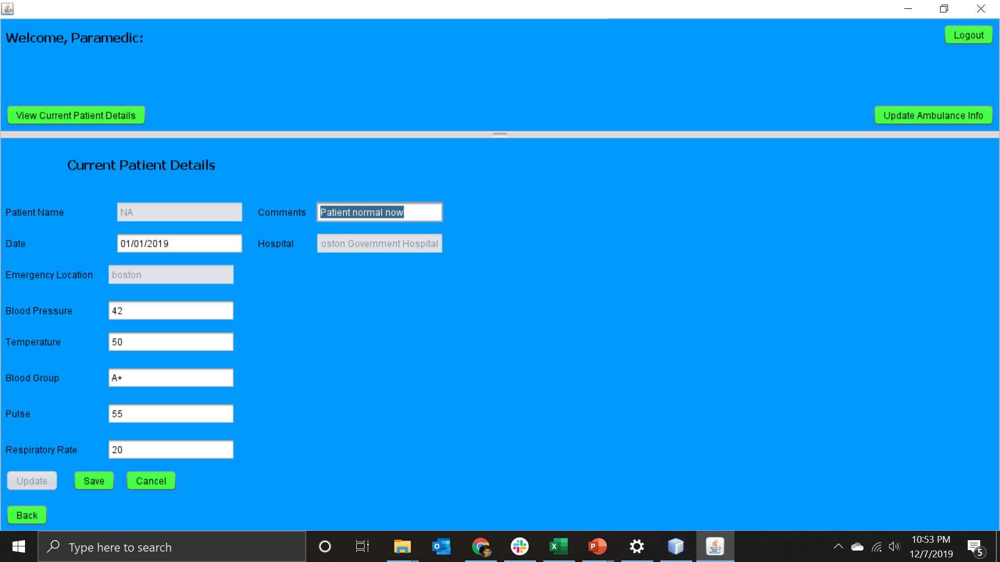 Welcome, Paramedic:
Logout
View Current Patient Details
Update Ambulance Info
Current Patient Details
Patient Name NA Comments Patient normal now
Date 01/01/2019 Hospital oston Government Hospital
Emergency Location boston
Blood Pressure 42
Temperature 50
Blood Group A+
Pulse 55
Respiratory Rate 20
Update Save Cancel
Back
Type here to search
10:53 PM
12/7/2019
5